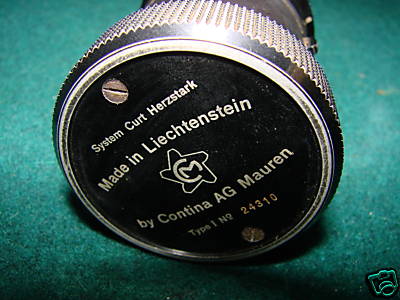 System Curt Herzstark
Made in Liechtenstein
CM
by Contina AG Mauren
Type I Nº 24310